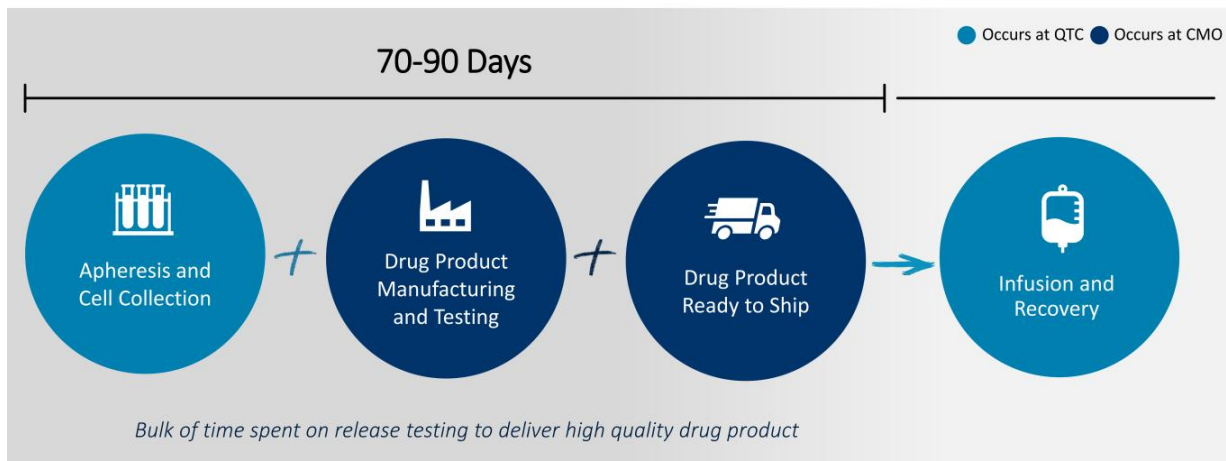 Occurs at QTC Occurs at CMO
70-90 Days
Apheresis and
Cell Collection
Drug Product
Manufacturing
and Testing
Drug Product
Ready to Ship
Infusion and
Recovery
Bulk of time spent on release testing to deliver high quality drug product